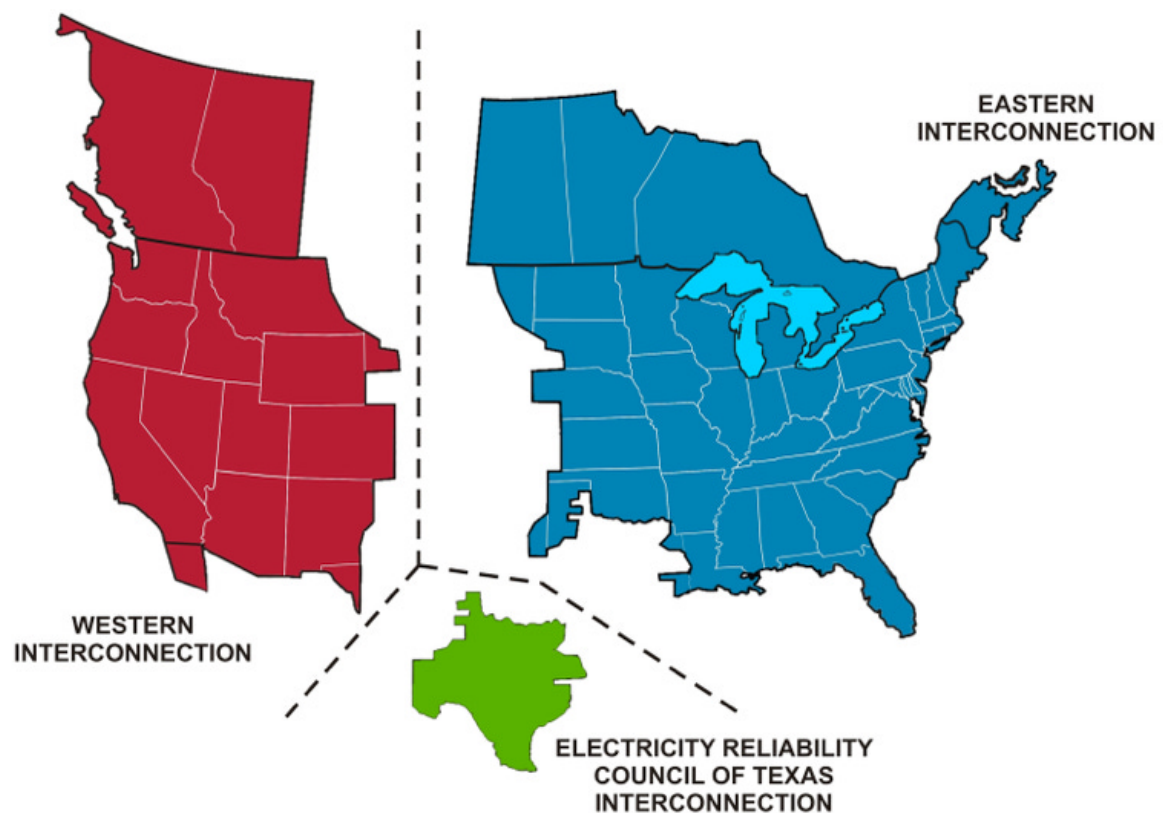 EASTERN
INTERCONNECTION
WESTERN
INTERCONNECTION
ELECTRICITY RELIABILITY
COUNCIL OF TEXAS
INTERCONNECTION